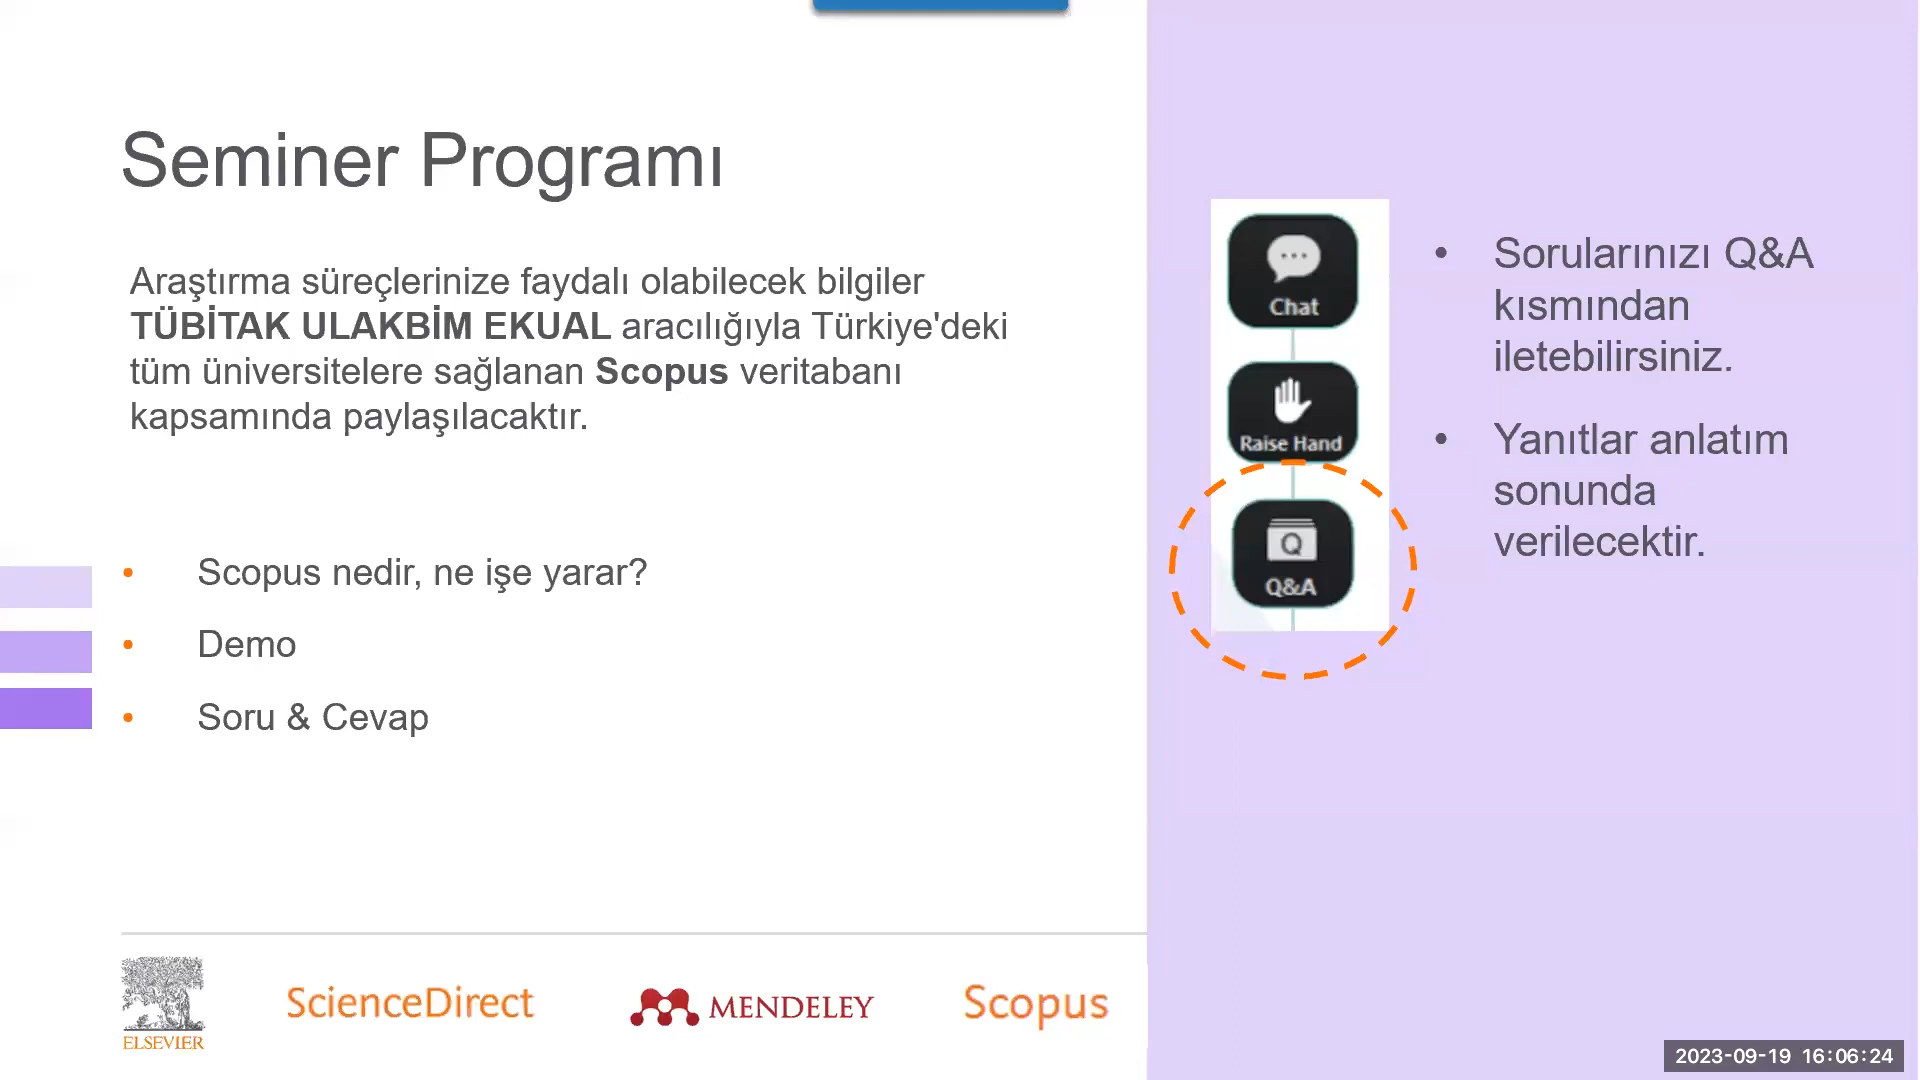 Seminer Programı
Araştırma süreçlerinize faydalı olabilecek bilgiler
TÜBİTAK ULAKBİM EKUAL aracılığıyla Türkiye'deki
tüm üniversitelere sağlanan Scopus veritabanı
kapsamında paylaşılacaktır.
• Scopus nedir, ne işe yarar?
• Demo
• Soru & Cevap
Chat
Raise Hand
Q
Q&A
• Sorularınızı Q&A
kısmından
iletebilirsiniz.
• Yanıtlar anlatım
sonunda
verilecektir.
ELSEVIER
ScienceDirect
MENDELEY
Scopus
2023-09-19 16:06:24